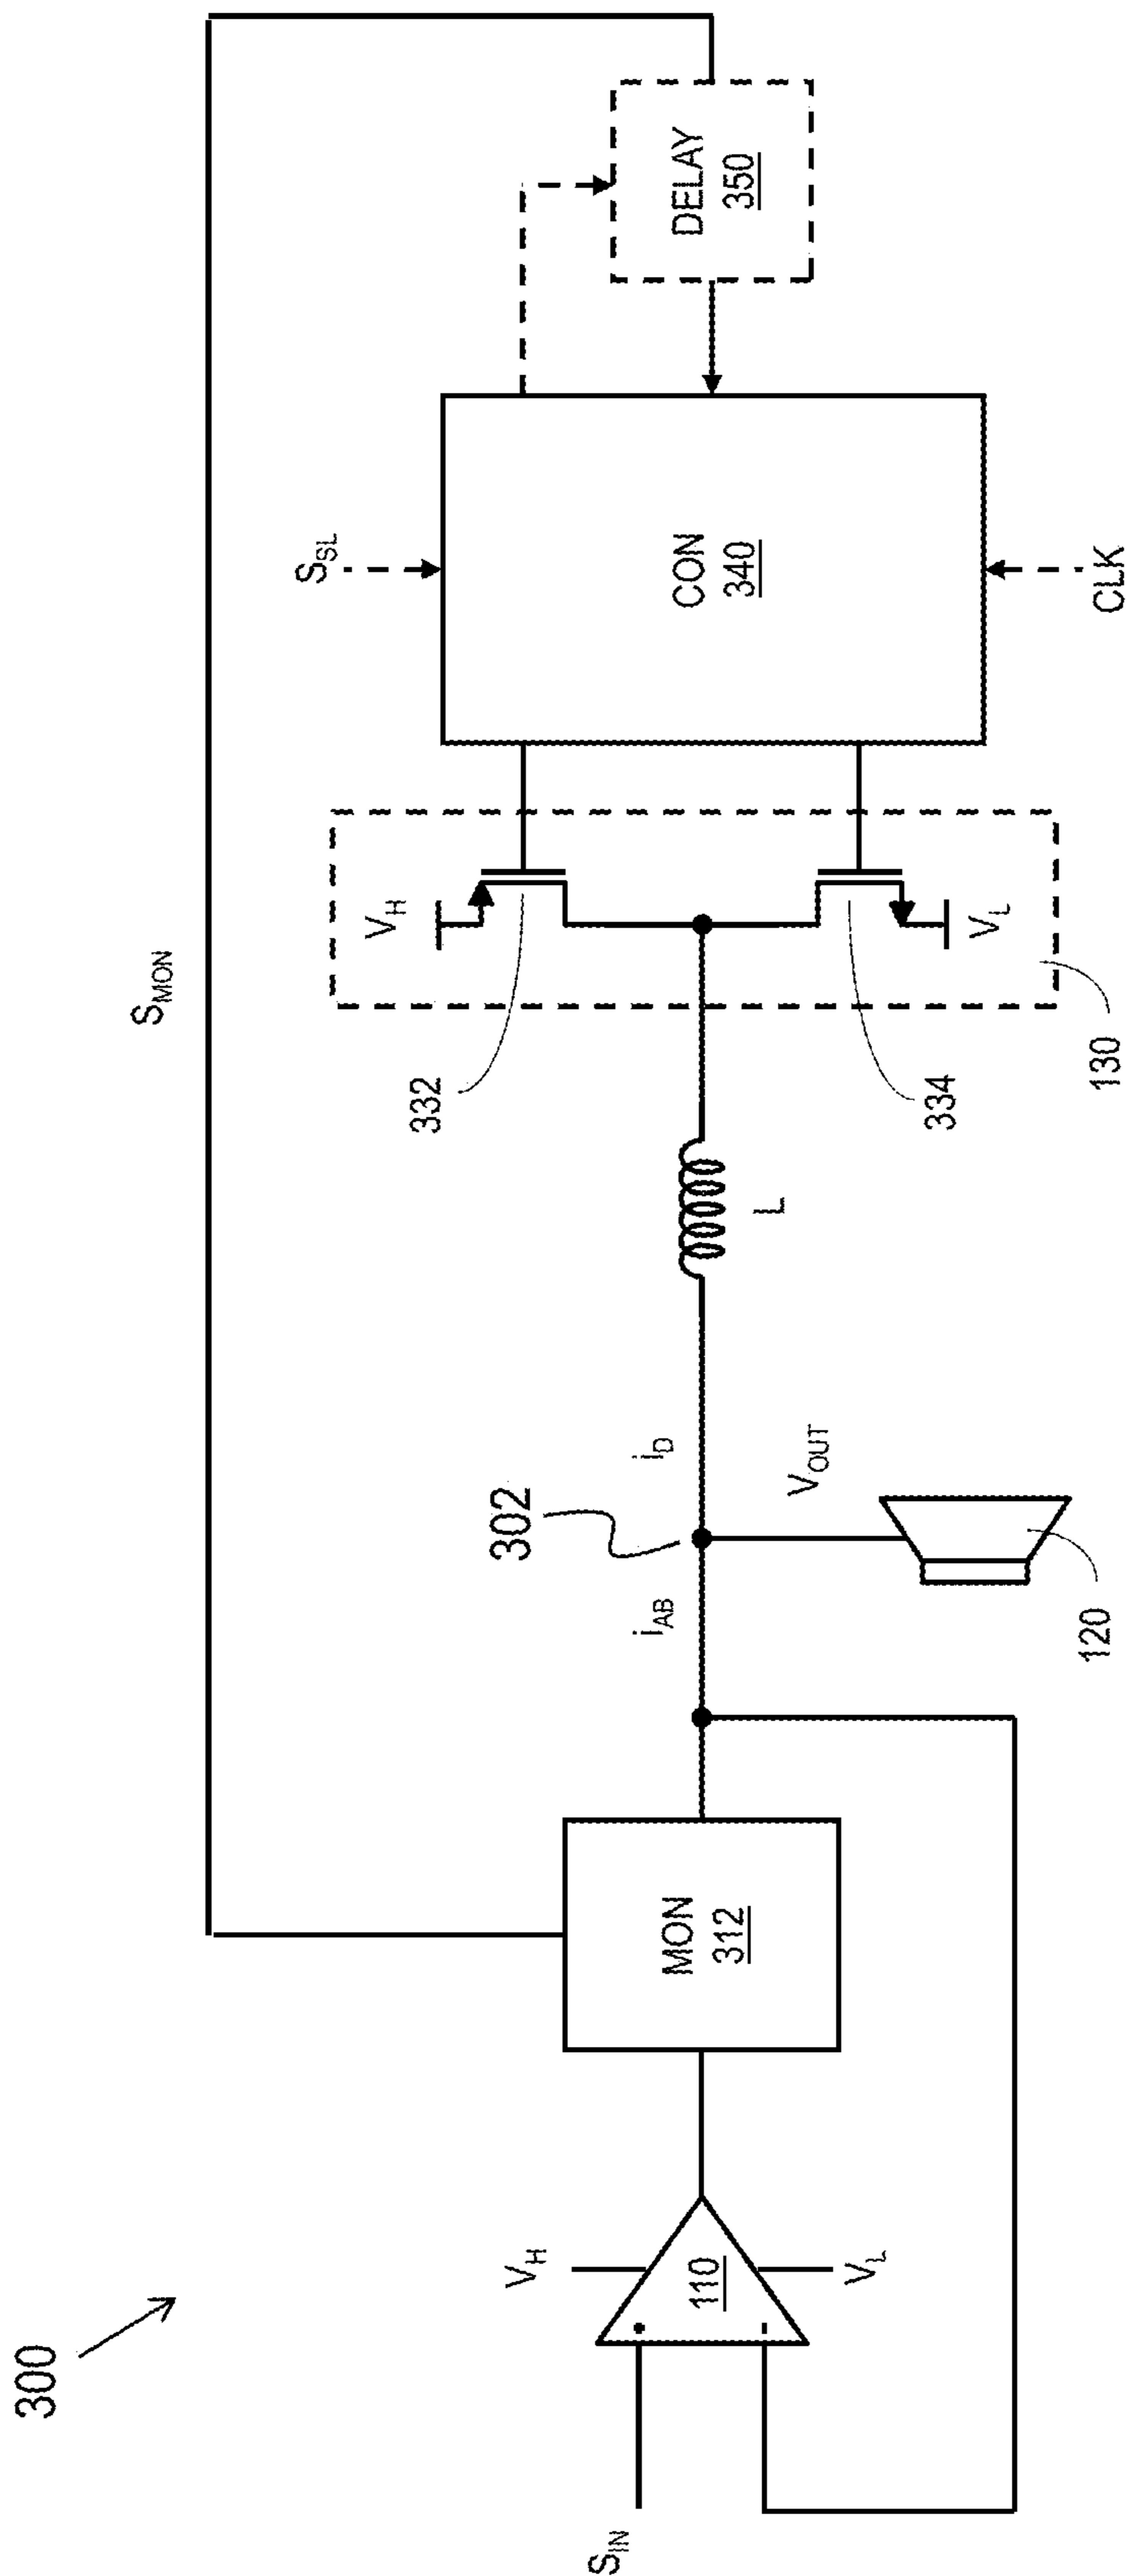 300
S_MON
S_IN
V_H
110
V_L
MON
312
i_AB
302
i_D
V_OUT
120
L
332
334
130
V_H
V_L
S_SL
CON
340
CLK
DELAY
350